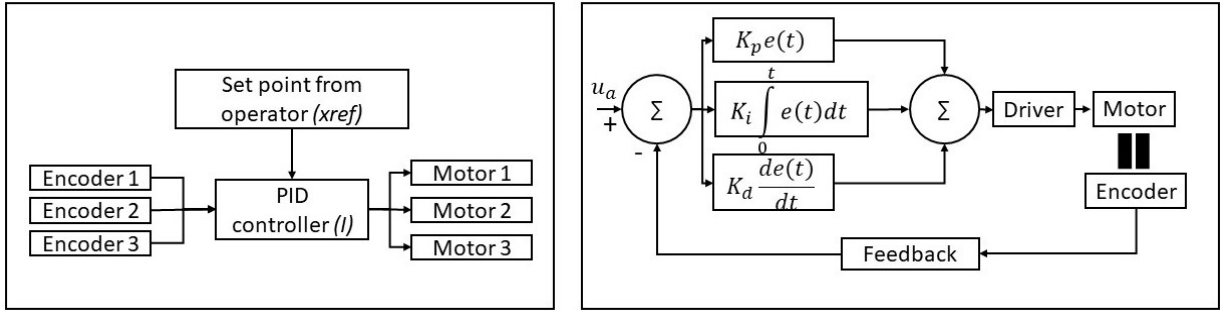 Set point from
operator (xref)
Encoder 1
Encoder 2
Encoder 3
PID
controller (I)
Motor 1
Motor 2
Motor 3
u_a
+
-
Σ
K_p e(t)
K_i ∫_0^t e(t)dt
K_d de(t)/dt
Σ
Driver
Motor
Encoder
Feedback